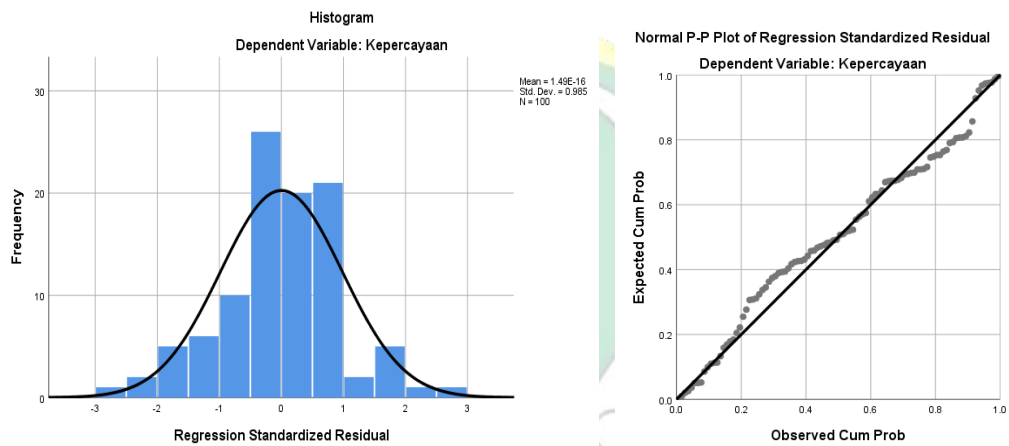 Histogram
Dependent Variable: Kepercayaan
Mean = 1.49E-16
Std. Dev. = 0.985
N = 100
30
20
10
0
Frequency
-3 -2 -1 0 1 2 3
Regression Standardized Residual
Normal P-P Plot of Regression Standardized Residual
Dependent Variable: Kepercayaan
1.0
0.8
0.6
0.4
0.2
0.0
Expected Cum Prob
0.0 0.2 0.4 0.6 0.8 1.0
Observed Cum Prob